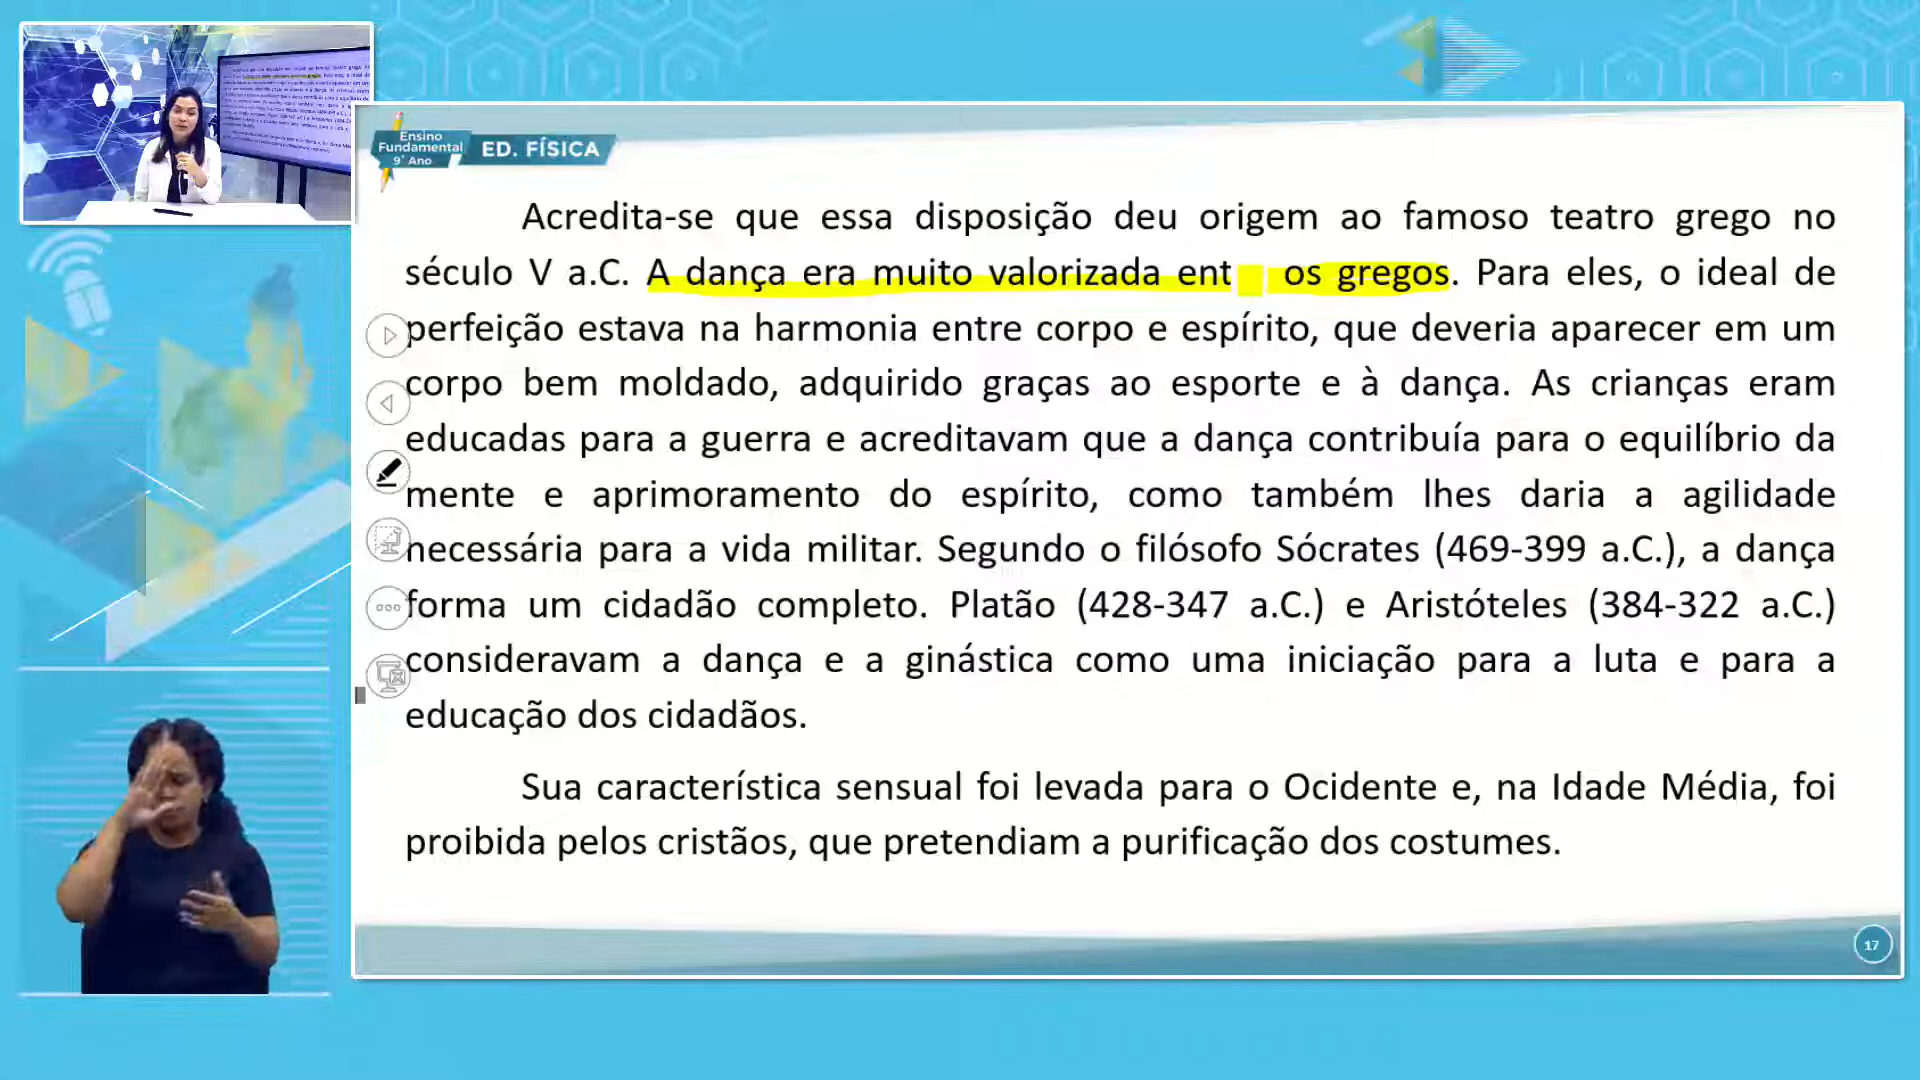 Ensino
Fundamental
9° Ano
ED. FÍSICA
Acredita-se que essa disposição deu origem ao famoso teatro grego no
século V a.C. A dança era muito valorizada ent os gregos. Para eles, o ideal de
perfeição estava na harmonia entre corpo e espírito, que deveria aparecer em um
corpo bem moldado, adquirido graças ao esporte e à dança. As crianças eram
educadas para a guerra e acreditavam que a dança contribuía para o equilíbrio da
mente e aprimoramento do espírito, como também lhes daria a agilidade
necessária para a vida militar. Segundo o filósofo Sócrates (469-399 a.C.), a dança
forma um cidadão completo. Platão (428-347 a.C.) e Aristóteles (384-322 a.C.)
consideravam a dança e a ginástica como uma iniciação para a luta e para a
educação dos cidadãos.
Sua característica sensual foi levada para o Ocidente e, na Idade Média, foi
proibida pelos cristãos, que pretendiam a purificação dos costumes.
17